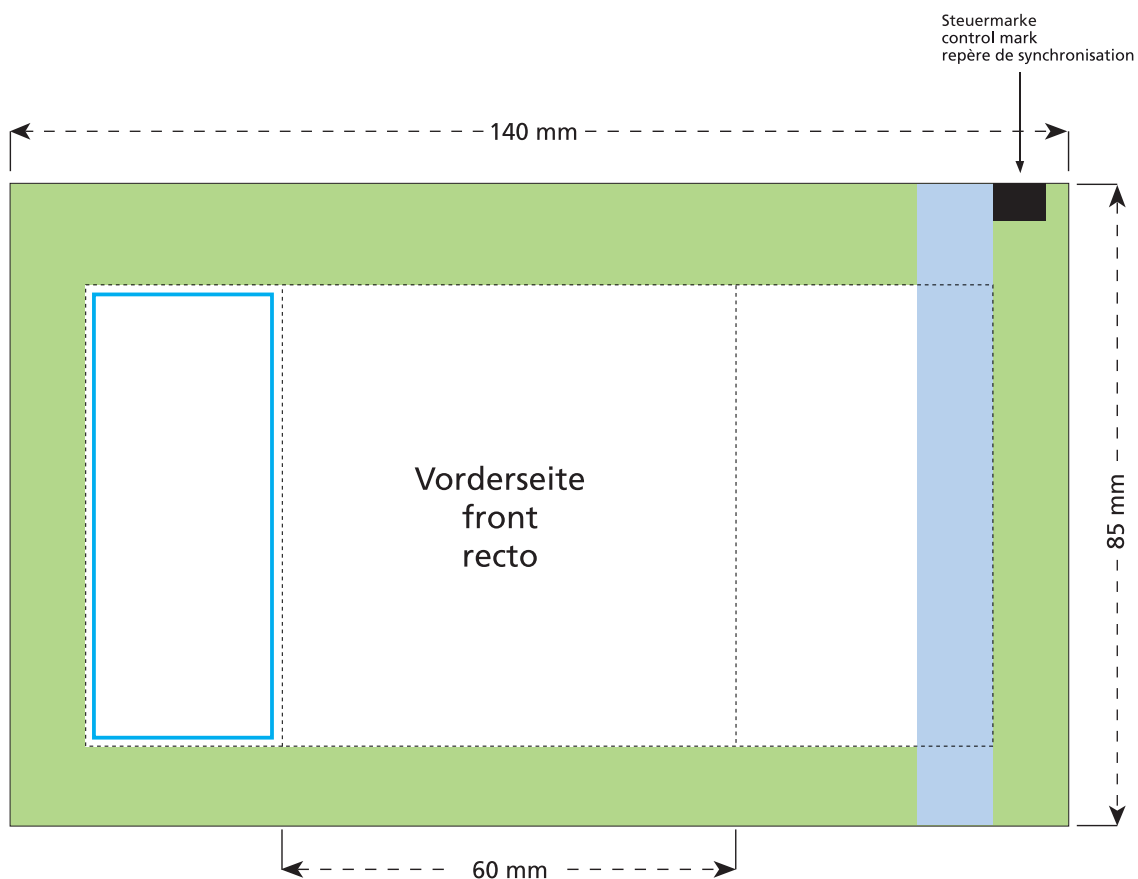 Steuermarke
control mark
repère de synchronisation
140 mm
Vorderseite
front
recto
85 mm
60 mm